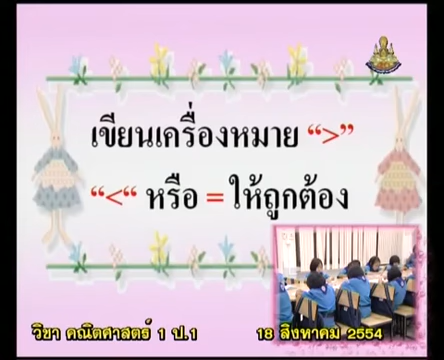 เขียนเครื่องหมาย “>”
“<“ หรือ = ให้ถูกต้อง
วิขา คณิตศาสตร์ 1 ป.1 18 สิงหาคม 2554